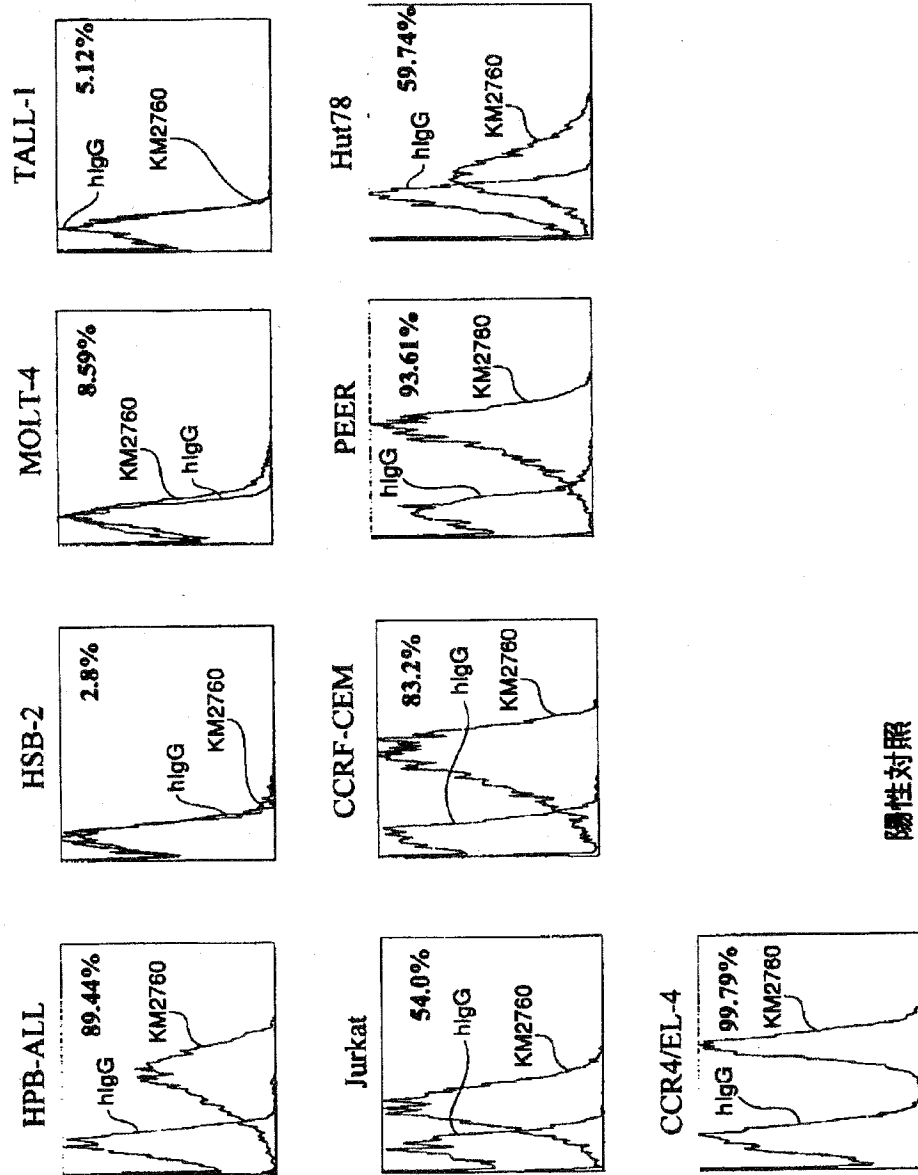 HPB-ALL
89.44%
hIgG
KM2760
HSB-2
2.8%
hIgG
KM2760
MOLT-4
8.59%
KM2760
hIgG
TALL-1
5.12%
hIgG
KM2760
Jurkat
54.0%
hIgG
KM2760
CCRF-CEM
83.2%
hIgG
KM2760
PEER
93.61%
hIgG
KM2760
Hut78
59.74%
hIgG
KM2760
CCR4/EL-4
99.79%
hIgG
KM2760
陽性対照